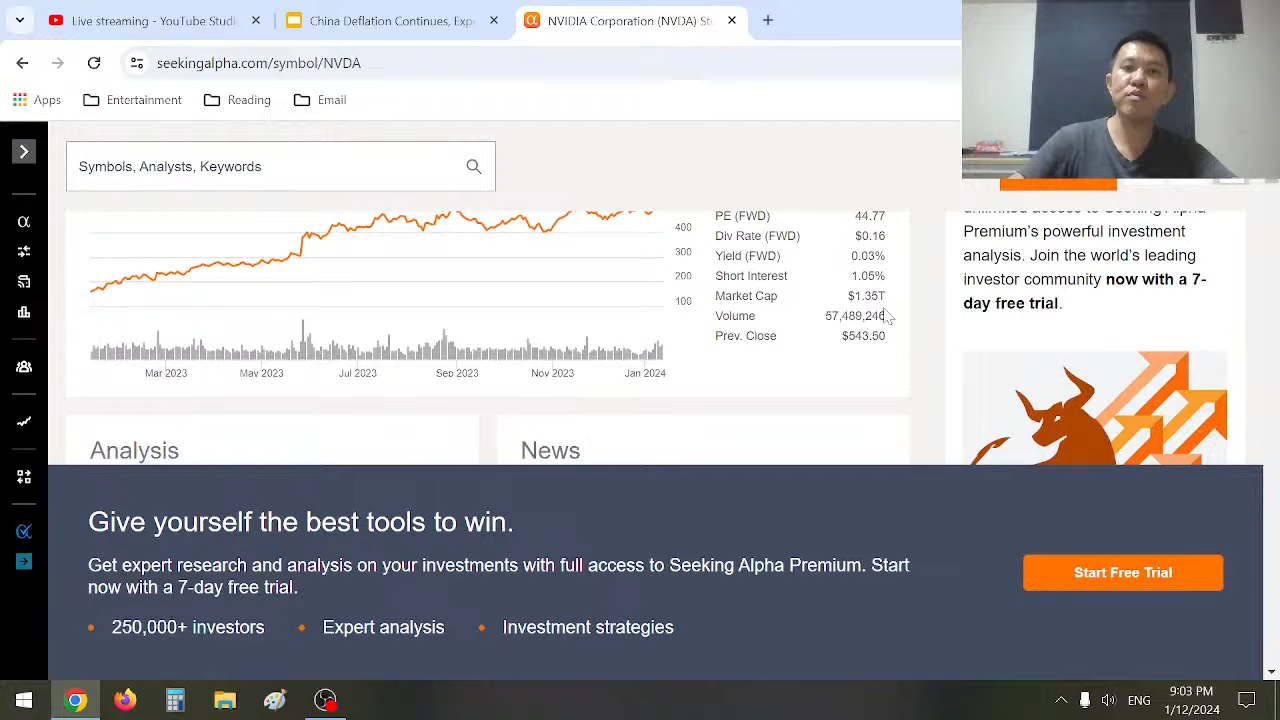 Live streaming - YouTube Studi
China Deflation Continues, Exp
NVIDIA Corporation (NVDA) St
seekingalpha.com/symbol/NVDA
Apps
Entertainment
Reading
Email
Symbols, Analysts, Keywords
400
300
200
100
Mar 2023
May 2023
Jul 2023
Sep 2023
Nov 2023
Jan 2024
PE (FWD) 44.77
Div Rate (FWD) $0.16
Yield (FWD) 0.03%
Short Interest 1.05%
Market Cap $1.35T
Volume 57,489,246
Prev. Close $543.50
unlimited access to Seeking Alpha
Premium's powerful investment
analysis. Join the world's leading
investor community now with a 7-
day free trial.
Analysis
News
Give yourself the best tools to win.
Get expert research and analysis on your investments with full access to Seeking Alpha Premium. Start
now with a 7-day free trial.
250,000+ investors
Expert analysis
Investment strategies
Start Free Trial
ENG
9:03 PM
1/12/2024